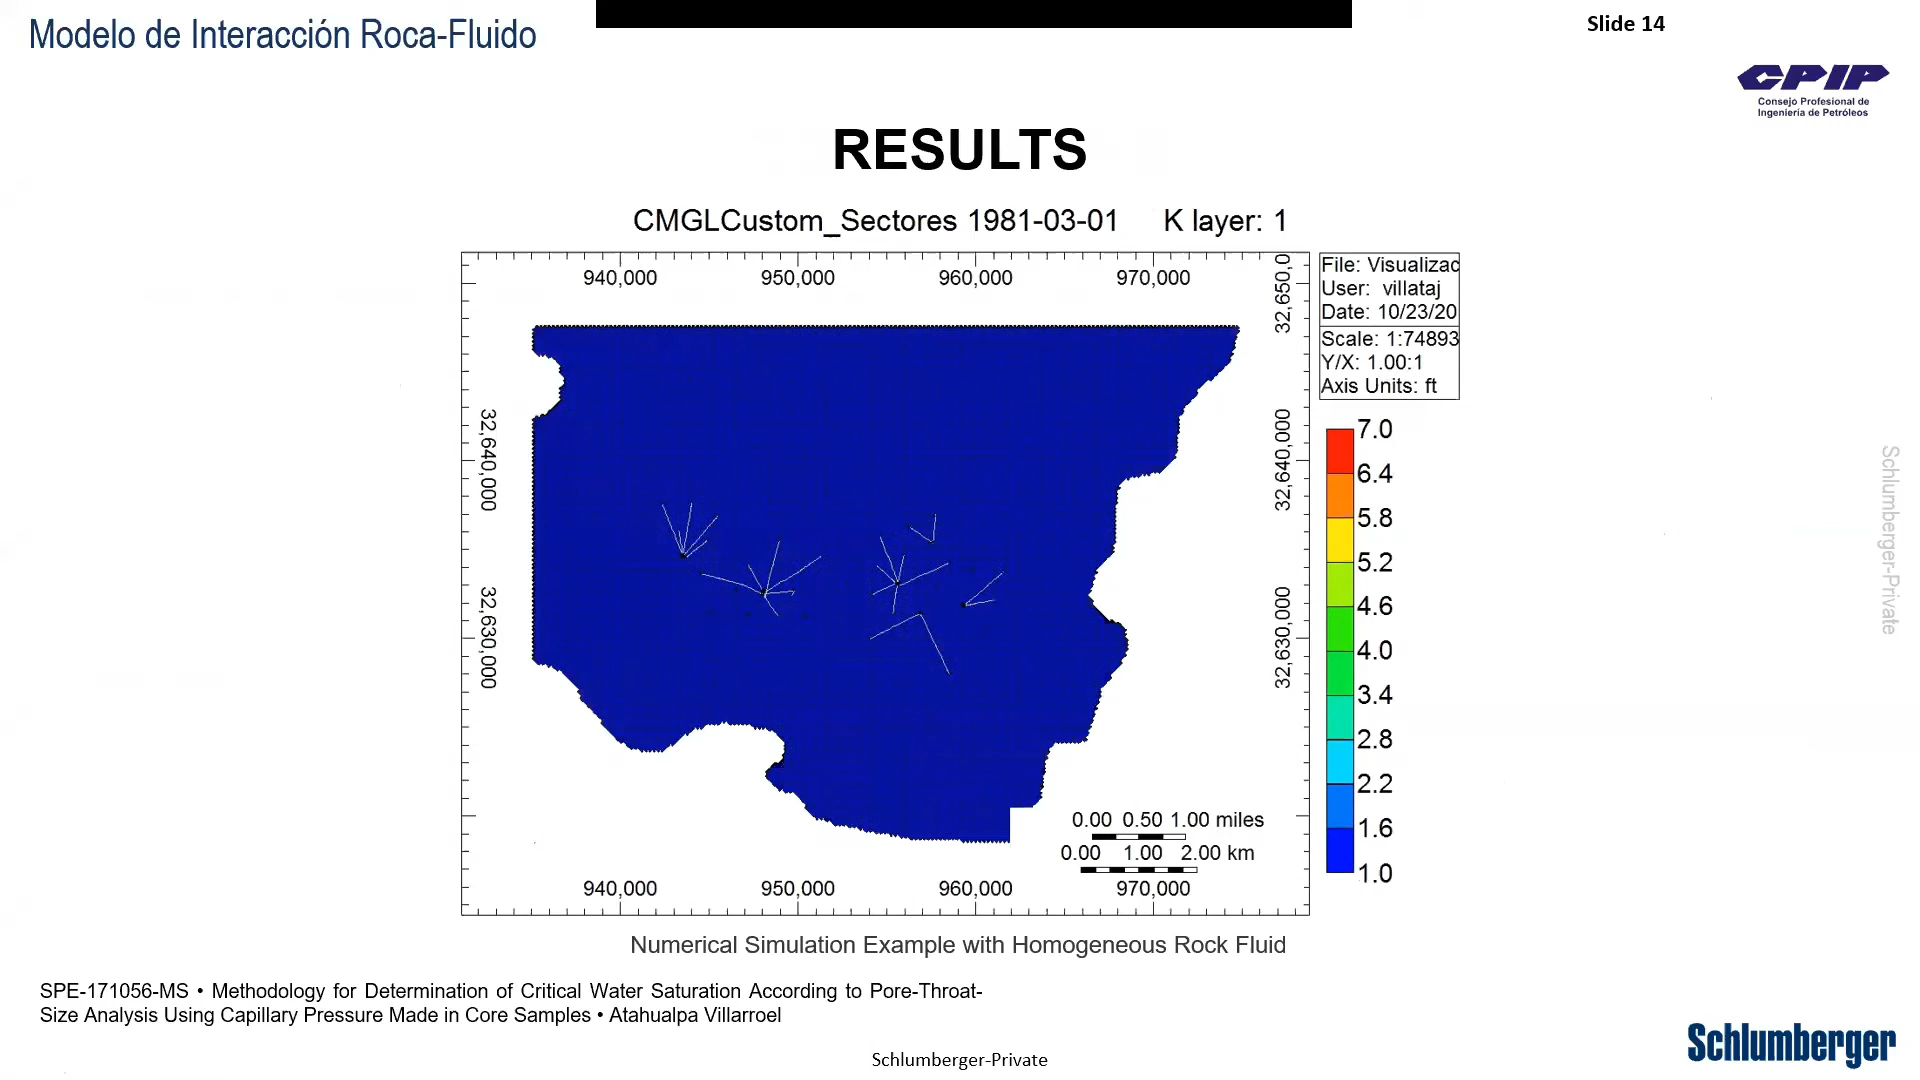 Modelo de Interacción Roca-Fluido
Slide 14
CPIP
Consejo Profesional de
Ingeniería de Petróleos
RESULTS
CMGLCustom_Sectores 1981-03-01 K layer: 1
940,000 950,000 960,000 970,000
32,650,0
32,640,000
32,630,000
32,640,000
32,630,000
File: Visualizac
User: villataj
Date: 10/23/20
Scale: 1:74893
Y/X: 1.00:1
Axis Units: ft
7.0
6.4
5.8
5.2
4.6
4.0
3.4
2.8
2.2
1.6
1.0
0.00 0.50 1.00 miles
0.00 1.00 2.00 km
940,000 950,000 960,000 970,000
Schlumberger-Private
Numerical Simulation Example with Homogeneous Rock Fluid
SPE-171056-MS • Methodology for Determination of Critical Water Saturation According to Pore-Throat-
Size Analysis Using Capillary Pressure Made in Core Samples • Atahualpa Villarroel
Schlumberger-Private
Schlumberger